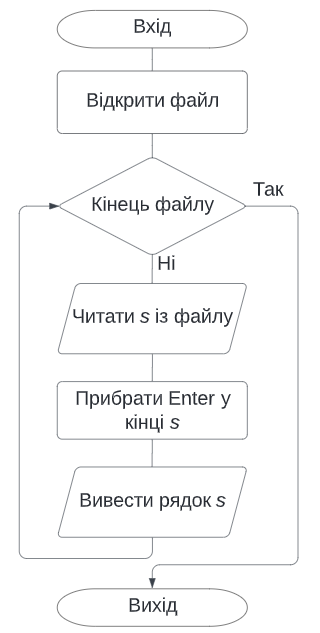 Вхід
Відкрити файл
Кінець файлу
Так
Ні
Читати s із файлу
Прибрати Enter у
кінці s
Вивести рядок s
Вихід